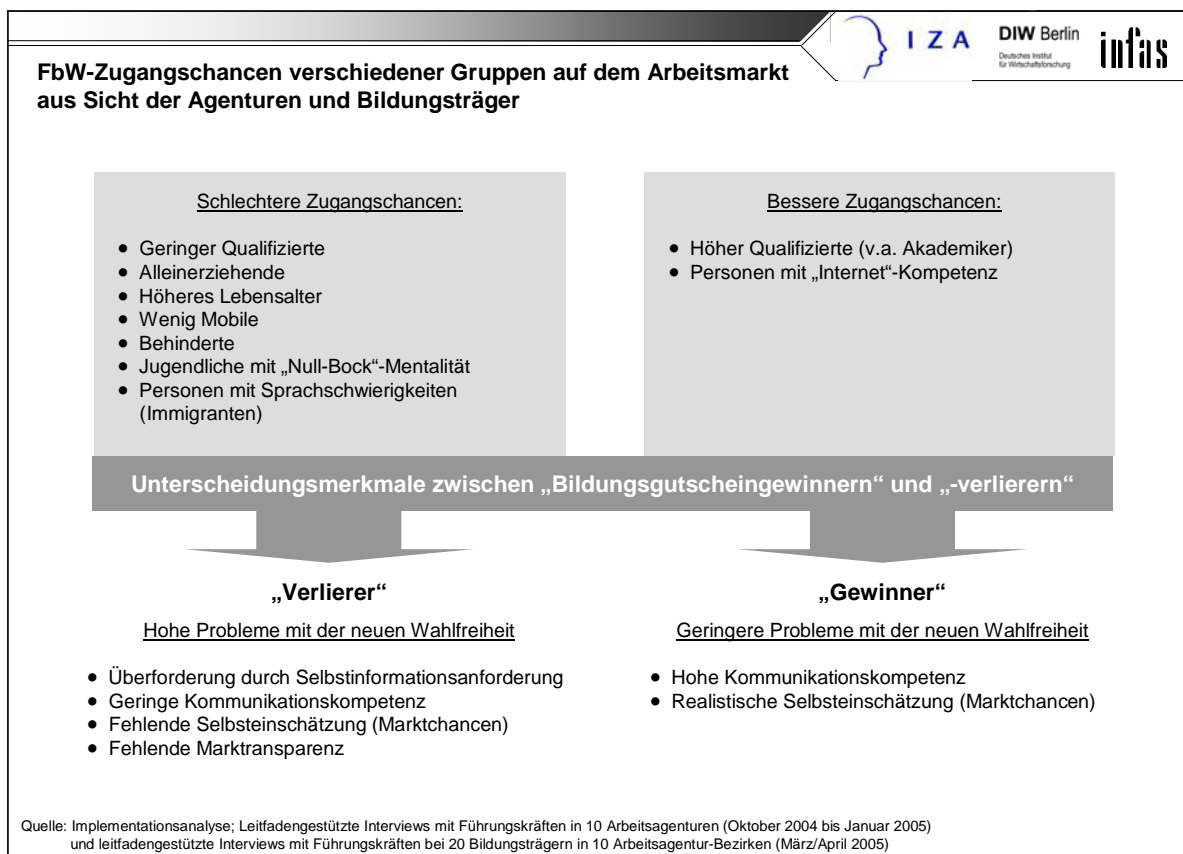 I Z A
DIW Berlin
Deutsches Institut
für Wirtschaftsforschung
infas
FbW-Zugangschancen verschiedener Gruppen auf dem Arbeitsmarkt
aus Sicht der Agenturen und Bildungsträger
Schlechtere Zugangschancen:
• Geringer Qualifizierte
• Alleinerziehende
• Höheres Lebensalter
• Wenig Mobile
• Behinderte
• Jugendliche mit „Null-Bock“-Mentalität
• Personen mit Sprachschwierigkeiten
(Immigranten)
Bessere Zugangschancen:
• Höher Qualifizierte (v.a. Akademiker)
• Personen mit „Internet“-Kompetenz
Unterscheidungsmerkmale zwischen „Bildungsgutscheingewinnern“ und „-verlierern“
„Verlierer“
Hohe Probleme mit der neuen Wahlfreiheit
• Überforderung durch Selbstinformationsanforderung
• Geringe Kommunikationskompetenz
• Fehlende Selbsteinschätzung (Marktchancen)
• Fehlende Marktransparenz
„Gewinner“
Geringere Probleme mit der neuen Wahlfreiheit
• Hohe Kommunikationskompetenz
• Realistische Selbsteinschätzung (Marktchancen)
Quelle: Implementationsanalyse; Leitfadengestützte Interviews mit Führungskräften in 10 Arbeitsagenturen (Oktober 2004 bis Januar 2005)
und leitfadengestützte Interviews mit Führungskräften bei 20 Bildungsträgern in 10 Arbeitsagentur-Bezirken (März/April 2005)